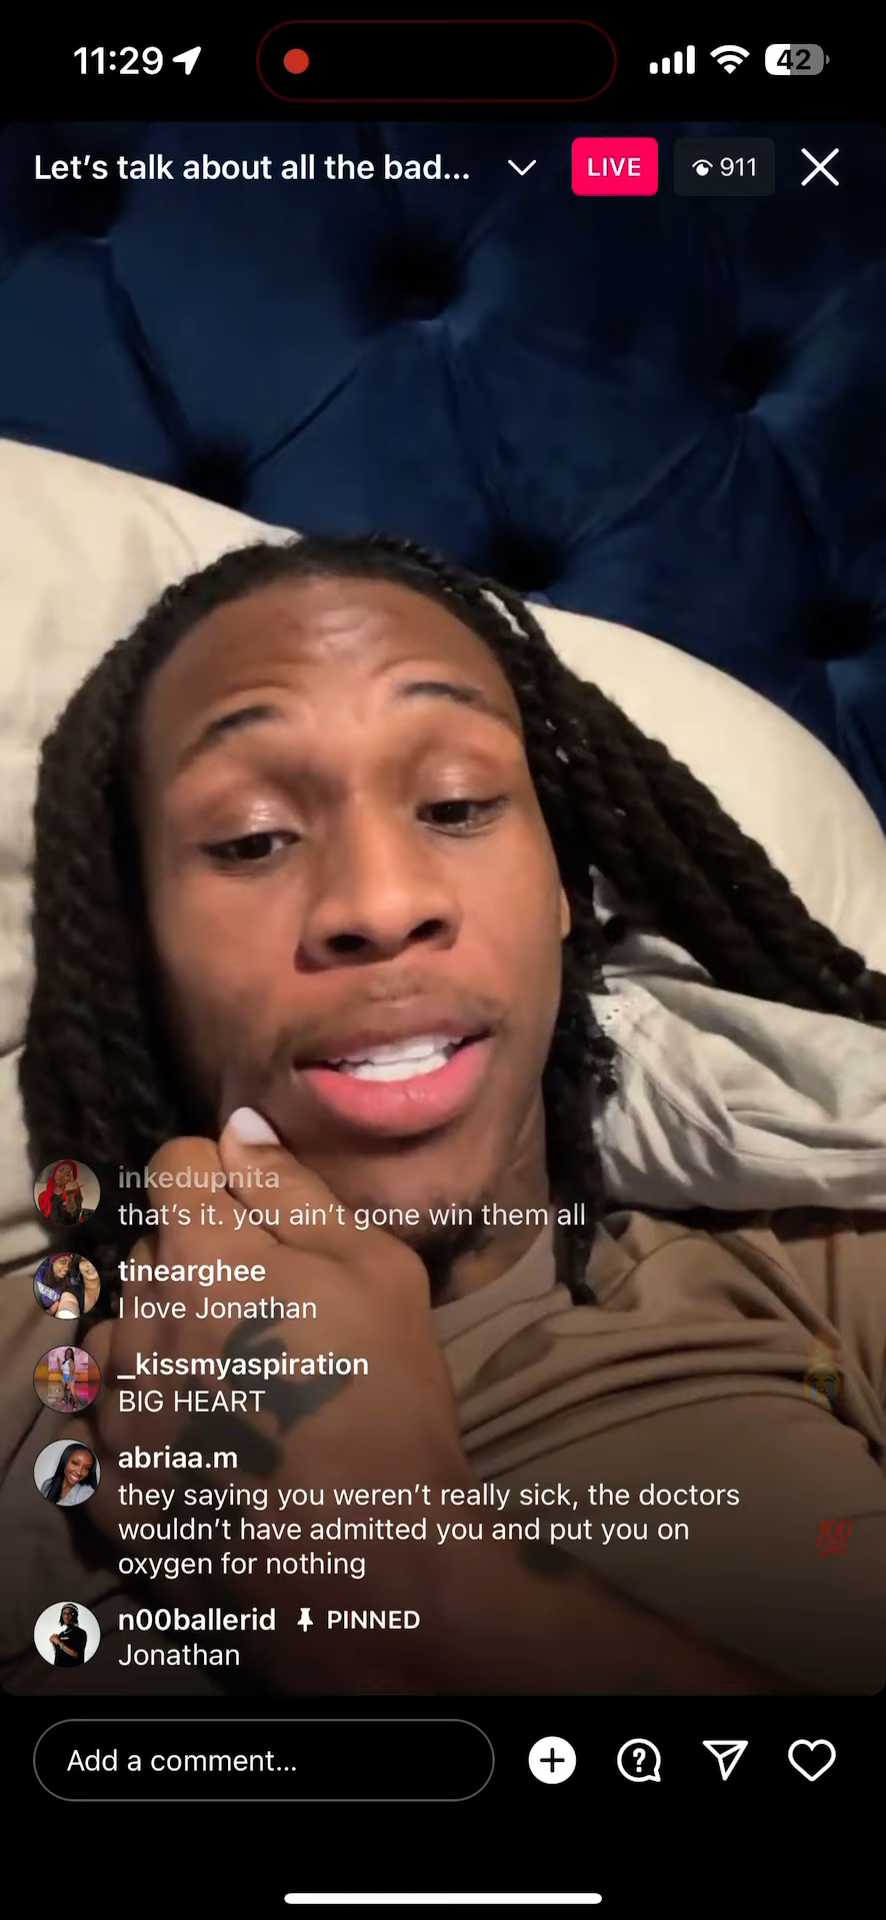 11:29
42
Let’s talk about all the bad...
LIVE
911
inkedupnita
that’s it. you ain’t gone win them all
tinearghee
I love Jonathan
_kissmyaspiration
BIG HEART
abriaa.m
they saying you weren’t really sick, the doctors
wouldn’t have admitted you and put you on
oxygen for nothing
n00ballerid PINNED
Jonathan
Add a comment...